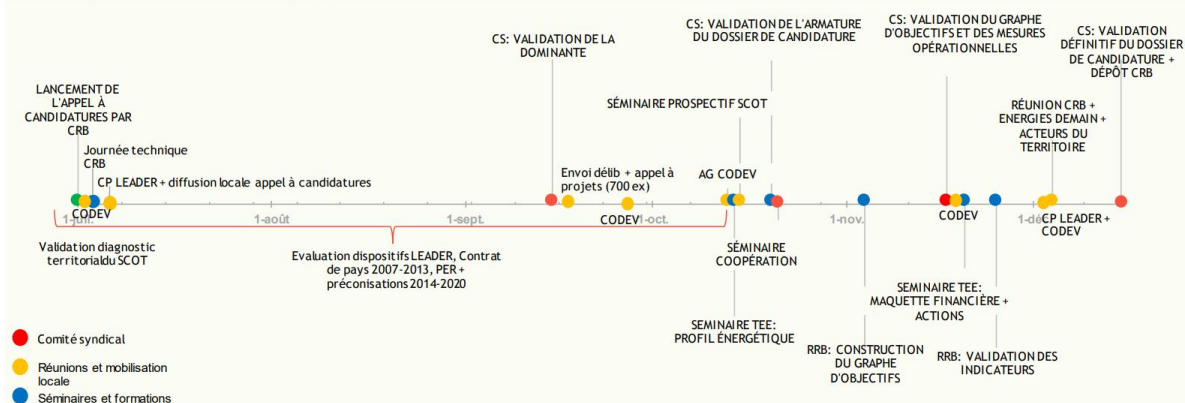 CS: VALIDATION DE L'ARMATURE
DU DOSSIER DE CANDIDATURE
CS: VALIDATION DU GRAPHE
D'OBJECTIFS ET DES MESURES
OPÉRATIONNELLES
CS: VALIDATION
DÉFINITIF DU DOSSIER
DE CANDIDATURE +
DÉPÔT CRB
CS: VALIDATION DE LA
DOMINANTE
LANCEMENT DE
L'APPEL À
CANDIDATURES PAR
CRB
SÉMINAIRE PROSPECTIF SCOT
RÉUNION CRB +
ENERGIES DEMAIN +
ACTEURS DU
TERRITOIRE
Journée technique
CRB
CP LEADER + diffusion locale appel à candidatures
Envoi délib + appel à
projets (700 ex)
AG CODEV
CODEV
1-août
1-sept.
CODEV
1-oct.
1-nov.
CODEV
CP LEADER +
CODEV
Validation diagnostic
territorialdu SCOT
Evaluation dispositifs LEADER, Contrat
de pays 2007-2013, PER +
préconisations 2014-2020
SÉMINAIRE
COOPÉRATION
SEMINAIRE TEE:
MAQUETTE FINANCIÈRE +
ACTIONS
SEMINAIRE TEE:
PROFIL ÉNERGÉTIQUE
RRB: CONSTRUCTION
DU GRAPHE
D'OBJECTIFS
RRB: VALIDATION DES
INDICATEURS
Comité syndical
Réunions et mobilisation
locale
Séminaires et formations